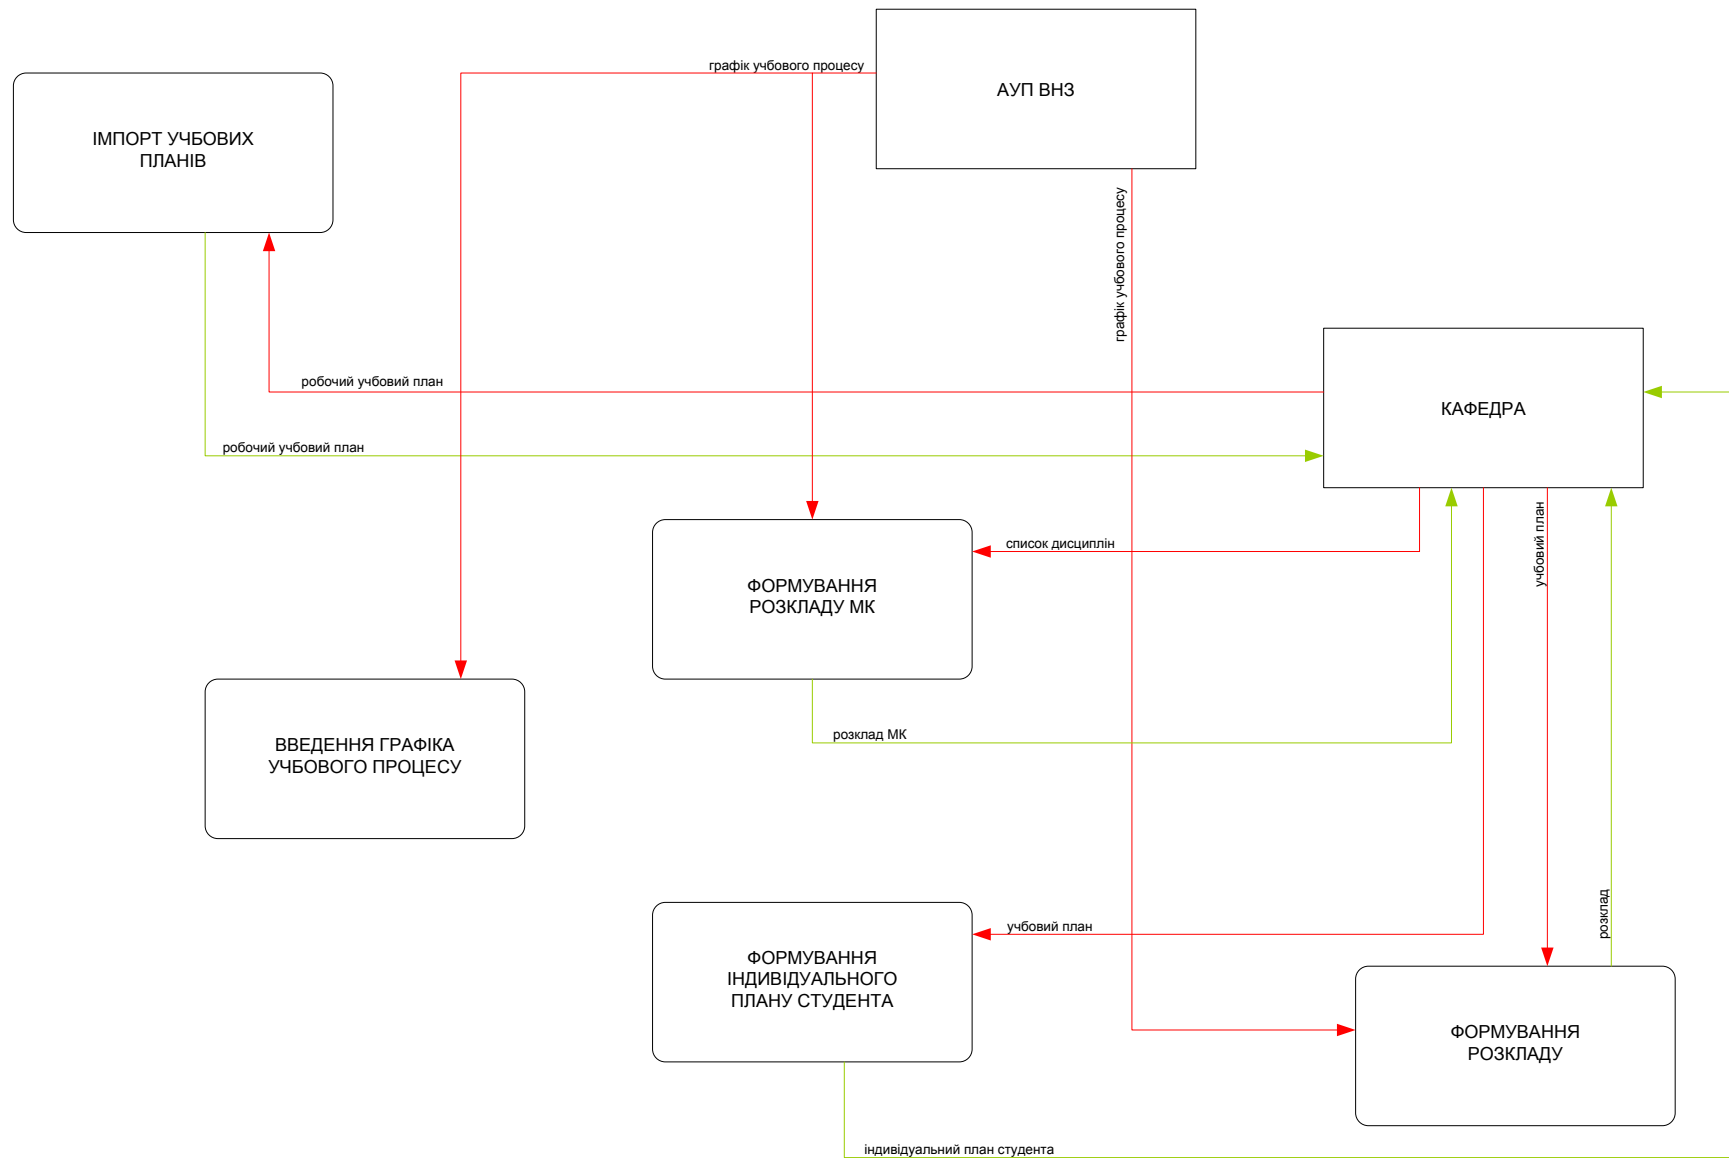 графік учбового процесу
АУП ВНЗ
ІМПОРТ УЧБОВИХ
ПЛАНІВ
графік учбового процесу
робочий учбовий план
КАФЕДРА
робочий учбовий план
учбовий план
список дисциплін
ФОРМУВАННЯ
РОЗКЛАДУ МК
розклад МК
ВВЕДЕННЯ ГРАФІКА
УЧБОВОГО ПРОЦЕСУ
розклад
учбовий план
ФОРМУВАННЯ
ІНДИВІДУАЛЬНОГО
ПЛАНУ СТУДЕНТА
ФОРМУВАННЯ
РОЗКЛАДУ
індивідуальний план студента